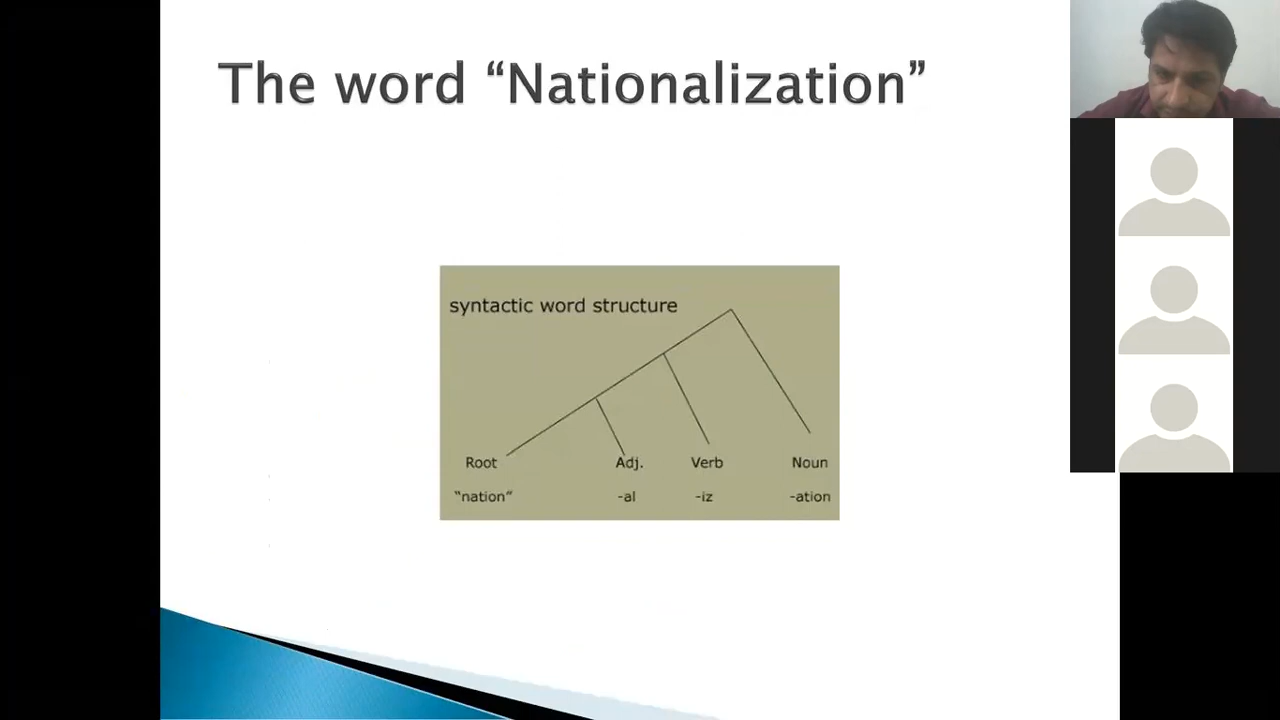 The word “Nationalization”
syntactic word structure
Root Adj. Verb Noun
“nation” -al -iz -ation